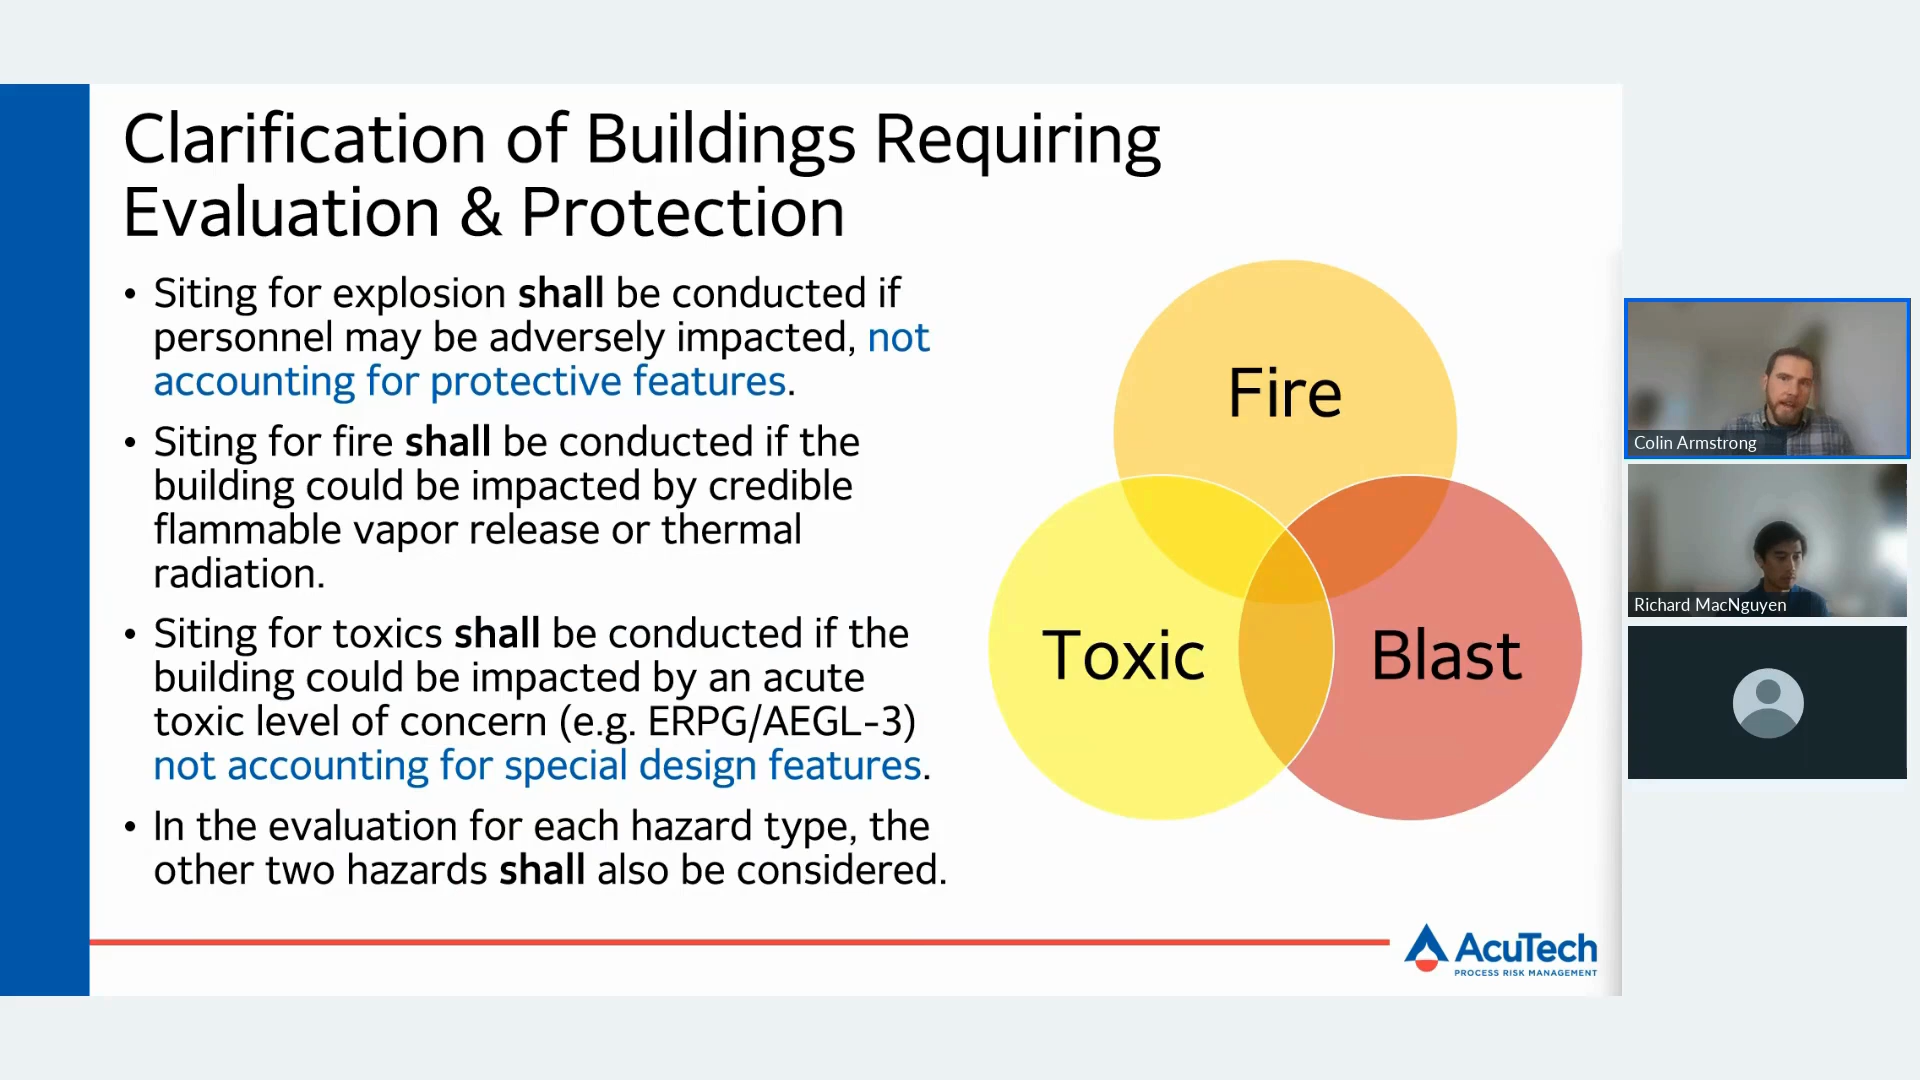 Clarification of Buildings Requiring
Evaluation & Protection
• Siting for explosion shall be conducted if
personnel may be adversely impacted, not
accounting for protective features.
• Siting for fire shall be conducted if the
building could be impacted by credible
flammable vapor release or thermal
radiation.
• Siting for toxics shall be conducted if the
building could be impacted by an acute
toxic level of concern (e.g. ERPG/AEGL-3)
not accounting for special design features.
• In the evaluation for each hazard type, the
other two hazards shall also be considered.
Fire
Toxic
Blast
AcuTech
PROCESS RISK MANAGEMENT
Colin Armstrong
Richard MacNguyen